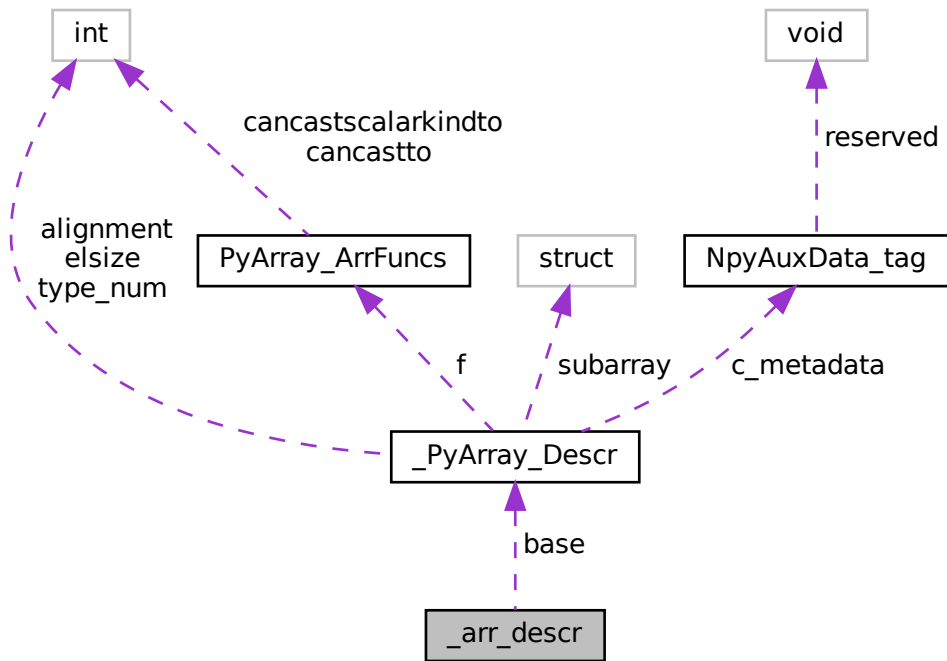 int
void
cancastscalarkindto
cancastto
reserved
alignment
elsize
type_num
PyArray_ArrFuncs
struct
NpyAuxData_tag
f
subarray
c_metadata
_PyArray_Descr
base
_arr_descr